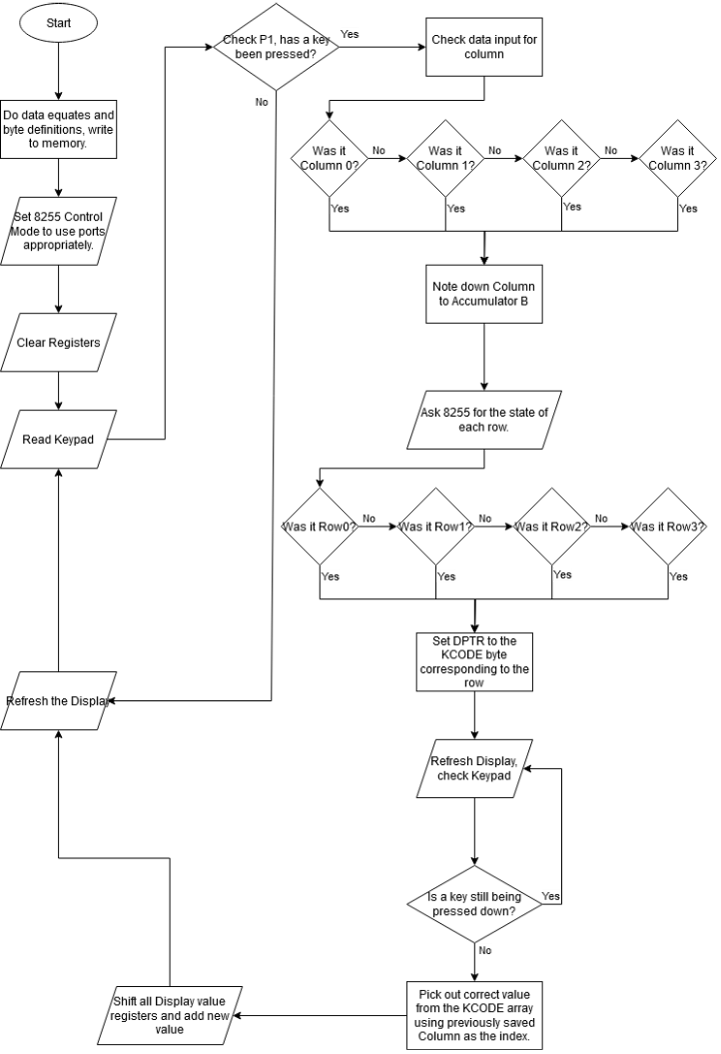 Start
Do data equates and
byte definitions, write
to memory.
Set 8255 Control
Mode to use ports
appropriately.
Clear Registers
Read Keypad
Refresh the Display
Check P1, has a key
been pressed?
Yes
No
Check data input for
column
Was it
Column 0?
No
Was it
Column 1?
No
Was it
Column 2?
No
Was it
Column 3?
Yes
Yes
Yes
Yes
Note down Column
to Accumulator B
Ask 8255 for the state of
each row.
Was it Row0?
No
Was it Row1?
No
Was it Row2?
No
Was it Row3?
Yes
Yes
Yes
Yes
Set DPTR to the
KCODE byte
corresponding to the
row
Refresh Display,
check Keypad
Is a key still being
pressed down?
Yes
No
Pick out correct value
from the KCODE array
using previously saved
Column as the index.
Shift all Display value
registers and add new
value